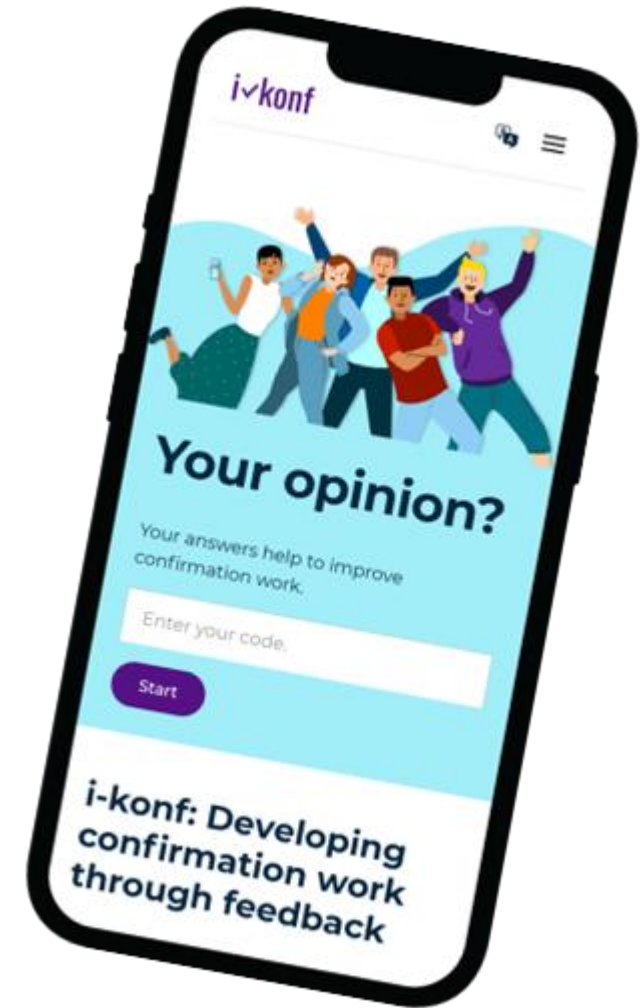 i✓konf
Your opinion?
Your answers help to improve
confirmation work.
Enter your code.
Start
i-konf: Developing
confirmation work
through feedback